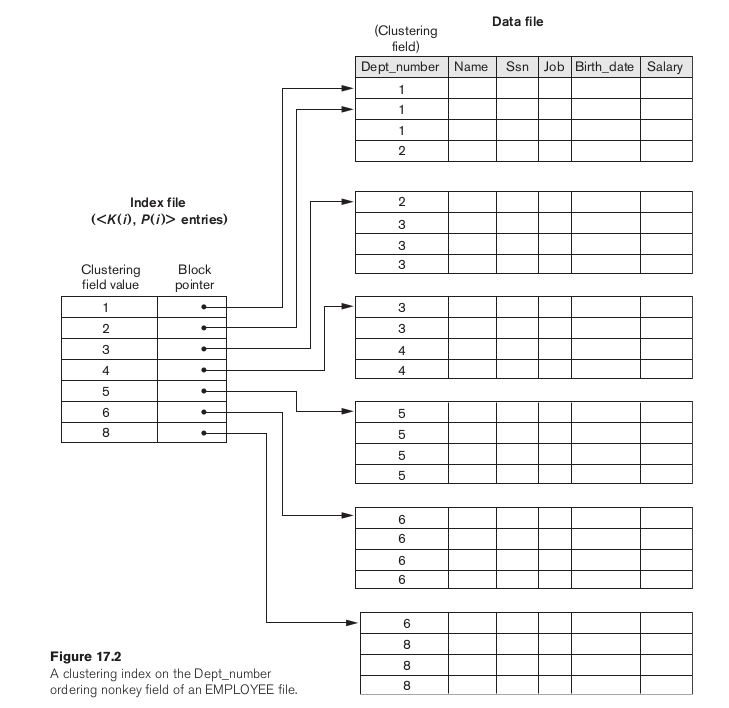 Data file
(Clustering
field)
Dept_number Name Ssn Job Birth_date Salary
1
1
1
2
2
3
3
3
3
3
4
4
5
5
5
5
6
6
6
6
6
8
8
8
Index file
(<K(i), P(i)> entries)
Clustering Block
field value pointer
1
2
3
4
5
6
8
Figure 17.2
A clustering index on the Dept_number
ordering nonkey field of an EMPLOYEE file.